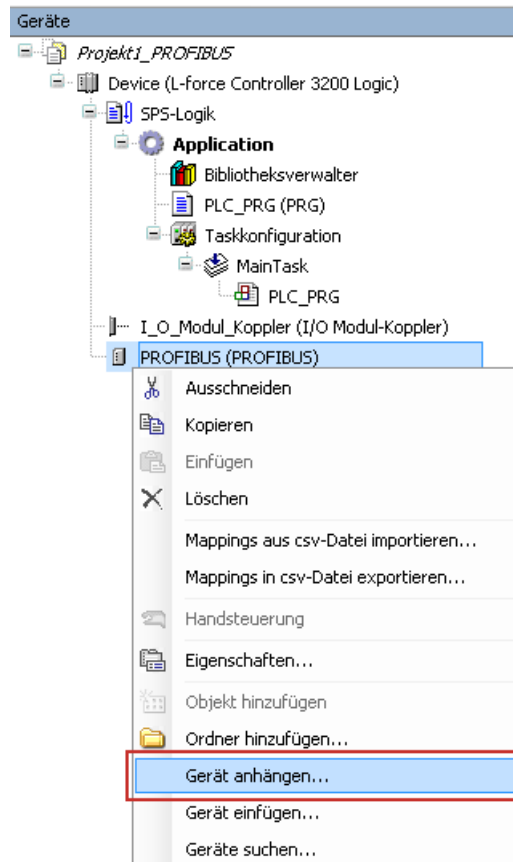 Geräte
Projekt1_PROFIBUS
Device (L-force Controller 3200 Logic)
SPS-Logik
Application
Bibliotheksverwalter
PLC_PRG (PRG)
Taskkonfiguration
MainTask
PLC_PRG
I_O_Modul_Koppler (I/O Modul-Koppler)
PROFIBUS (PROFIBUS)
Ausschneiden
Kopieren
Einfügen
Löschen
Mappings aus csv-Datei importieren...
Mappings in csv-Datei exportieren...
Handsteuerung
Eigenschaften...
Objekt hinzufügen
Ordner hinzufügen...
Gerät anhängen...
Gerät einfügen...
Geräte suchen...